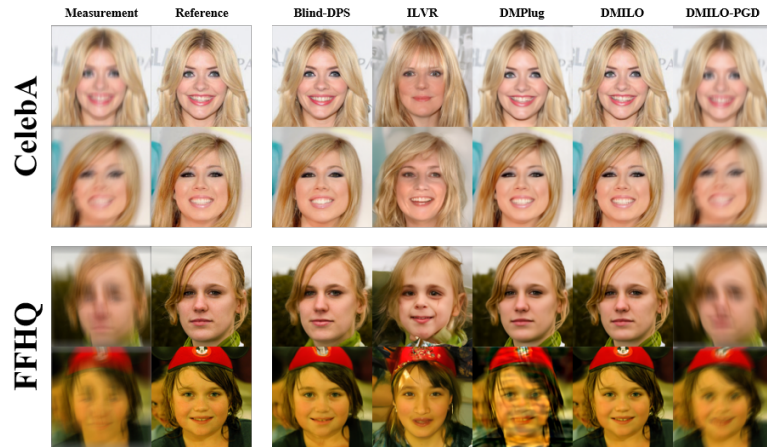 Measurement Reference Blind-DPS ILVR DMPlug DMILO DMILO-PGD
CelebA
FFHQ